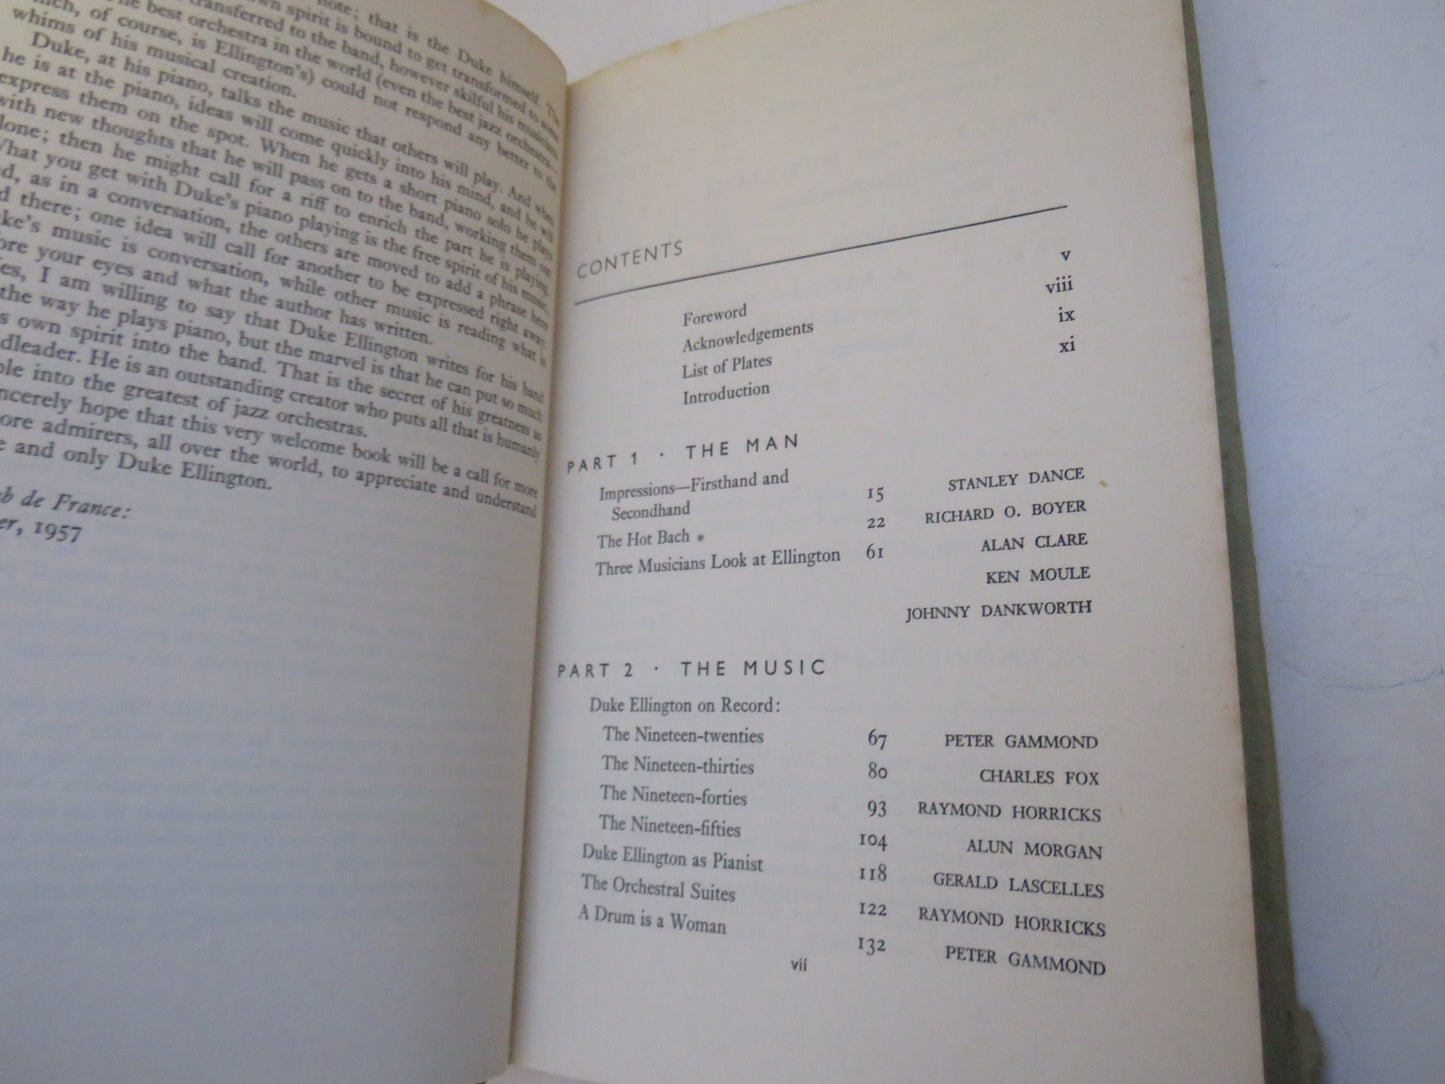 note; that is the Duke himself. The
own spirit is bound to get transformed to some
transferred to the band, however skilful his musicians.
the best orchestra in the world (even the best jazz orchestra—
of course, is Ellington's) could not respond any better to the
whims of his musical creation.
Duke, at his piano, talks the music that others will play. And when
he is at the piano, ideas will come quickly into his mind, and he will
express them on the spot. When he gets a short piano solo he plays
with new thoughts that he will pass on to the band, working them out
then he might call for a riff to enrich the part he is playing.
What you get with Duke's piano playing is the free spirit of his music,
as in a conversation, the others are moved to add a phrase here
there; one idea will call for another to be expressed right away.
music is conversation, while other music is reading what is
your eyes and what the author has written.
I am willing to say that Duke Ellington writes for his band
the way he plays piano, but the marvel is that he can put so much
own spirit into the band. That is the secret of his greatness as
He is an outstanding creator who puts all that is humanly
into the greatest of jazz orchestras.
hope that this very welcome book will be a call for more
admirers, all over the world, to appreciate and understand
and only Duke Ellington.
de France:
1957
CONTENTS
Foreword v
Acknowledgements viii
List of Plates ix
Introduction xi
PART 1 · THE MAN
Impressions—Firsthand and
Secondhand 15 STANLEY DANCE
The Hot Bach * 22 RICHARD O. BOYER
Three Musicians Look at Ellington 61 ALAN CLARE
KEN MOULE
JOHNNY DANKWORTH
PART 2 · THE MUSIC
Duke Ellington on Record:
The Nineteen-twenties 67 PETER GAMMOND
The Nineteen-thirties 80 CHARLES FOX
The Nineteen-forties 93 RAYMOND HORRICKS
The Nineteen-fifties 104 ALUN MORGAN
Duke Ellington as Pianist 118 GERALD LASCELLES
The Orchestral Suites 122 RAYMOND HORRICKS
A Drum is a Woman 132 PETER GAMMOND
vii